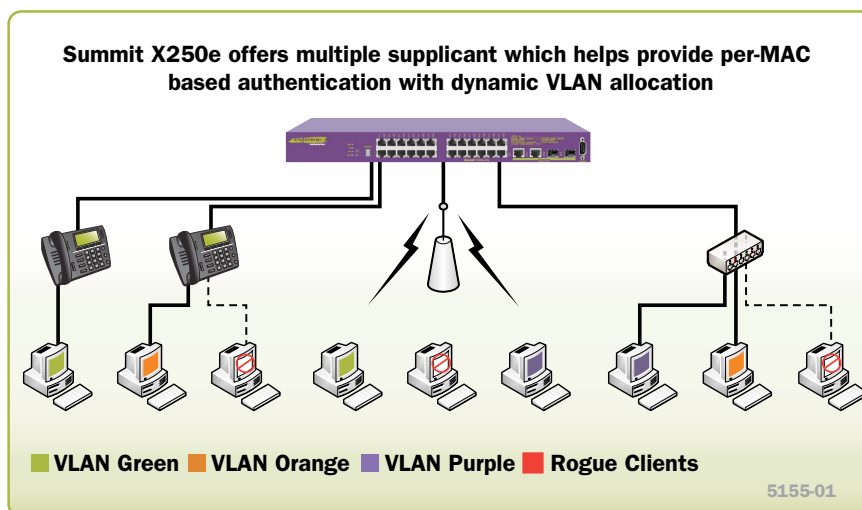 Summit X250e offers multiple supplicant which helps provide per-MAC
based authentication with dynamic VLAN allocation
VLAN Green
VLAN Orange
VLAN Purple
Rogue Clients
5155-01